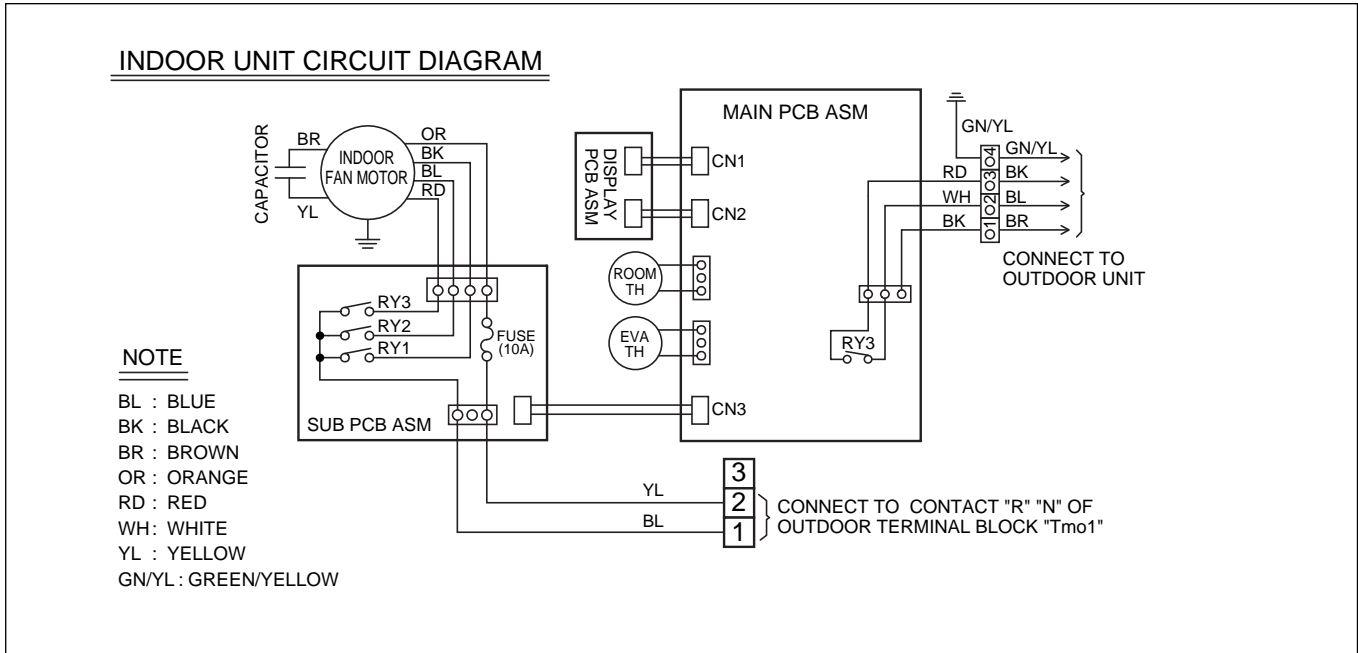 INDOOR UNIT CIRCUIT DIAGRAM
CAPACITOR
BR
YL
INDOOR
FAN MOTOR
OR
BK
BL
RD
RY3
RY2
RY1
FUSE
(10A)
SUB PCB ASM
DISPLAY
PCB ASM
MAIN PCB ASM
CN1
CN2
ROOM
TH
EVA
TH
CN3
RY3
GN/YL
RD
WH
BK
4
3
2
1
GN/YL
BK
BL
BR
CONNECT TO
OUTDOOR UNIT
YL
BL
3
2
1
CONNECT TO CONTACT "R" "N" OF
OUTDOOR TERMINAL BLOCK "Tmo1"
NOTE
BL : BLUE
BK : BLACK
BR : BROWN
OR : ORANGE
RD : RED
WH : WHITE
YL : YELLOW
GN/YL : GREEN/YELLOW